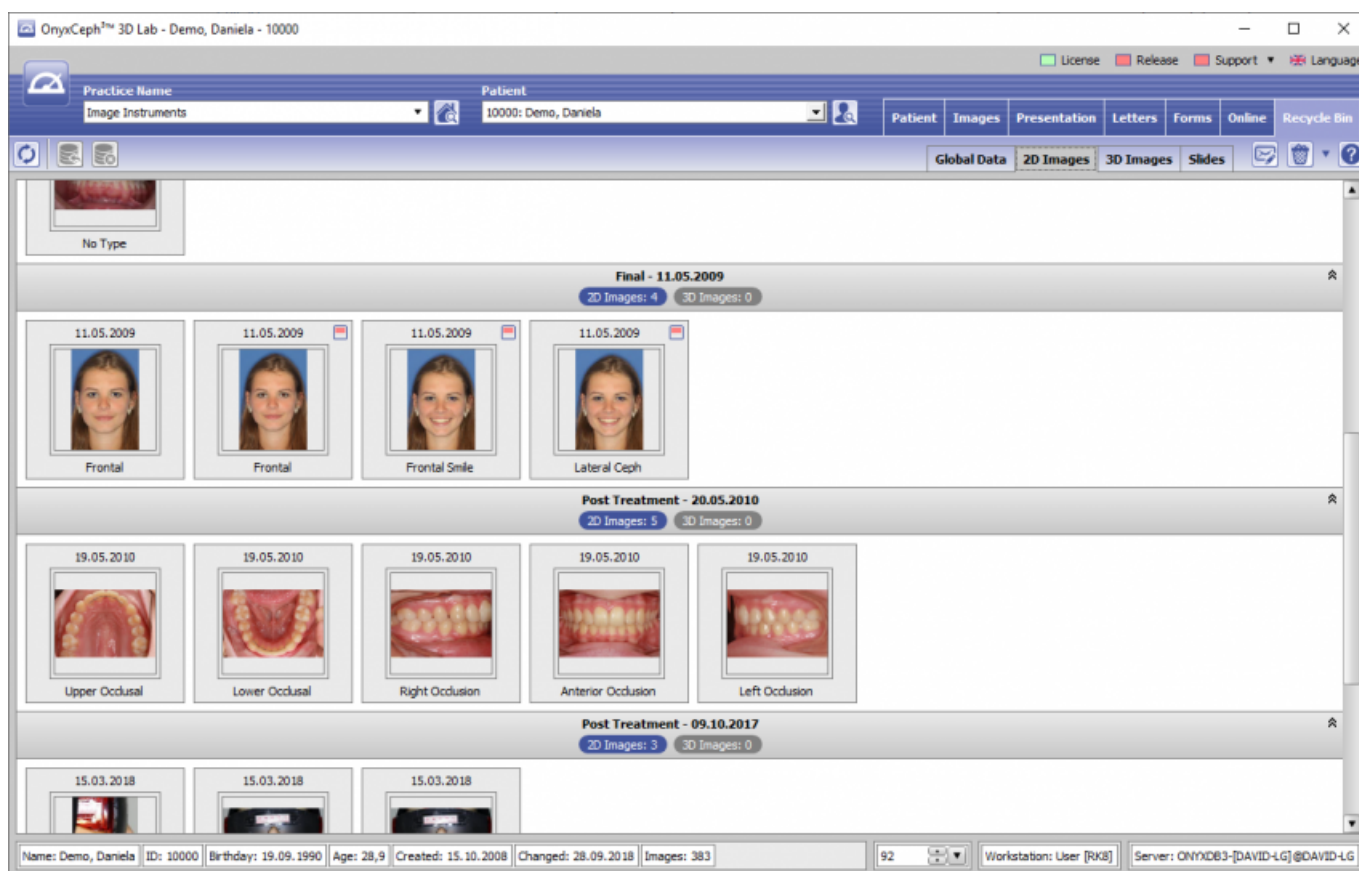 OnyxCeph³™ 3D Lab - Demo, Daniela - 10000
License Release Support Language
Practice Name Patient
Image Instruments 10000: Demo, Daniela
Patient Images Presentation Letters Forms Online Recycle Bin
Global Data 2D Images 3D Images Slides
No Type
Final - 11.05.2009
2D Images: 4 3D Images: 0
11.05.2009 11.05.2009 11.05.2009 11.05.2009
Frontal Frontal Frontal Smile Lateral Ceph
Post Treatment - 20.05.2010
2D Images: 5 3D Images: 0
19.05.2010 19.05.2010 19.05.2010 19.05.2010 19.05.2010
Upper Occlusal Lower Occlusal Right Occlusion Anterior Occlusion Left Occlusion
Post Treatment - 09.10.2017
2D Images: 3 3D Images: 0
15.03.2018 15.03.2018 15.03.2018
Name: Demo, Daniela ID: 10000 Birthday: 19.09.1990 Age: 28,9 Created: 15.10.2008 Changed: 28.09.2018 Images: 383 92 Workstation: User [RK8] Server: ONYXDB3-[DAVID-LG]@DAVID-LG